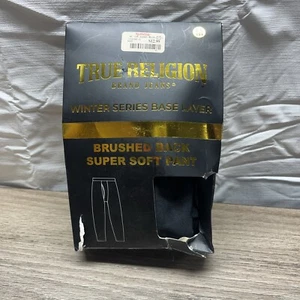 TRUE RELIGION
BRAND JEANS
WINTER SERIES BASE LAYER
BRUSHED BACK
SUPER SOFT PANT